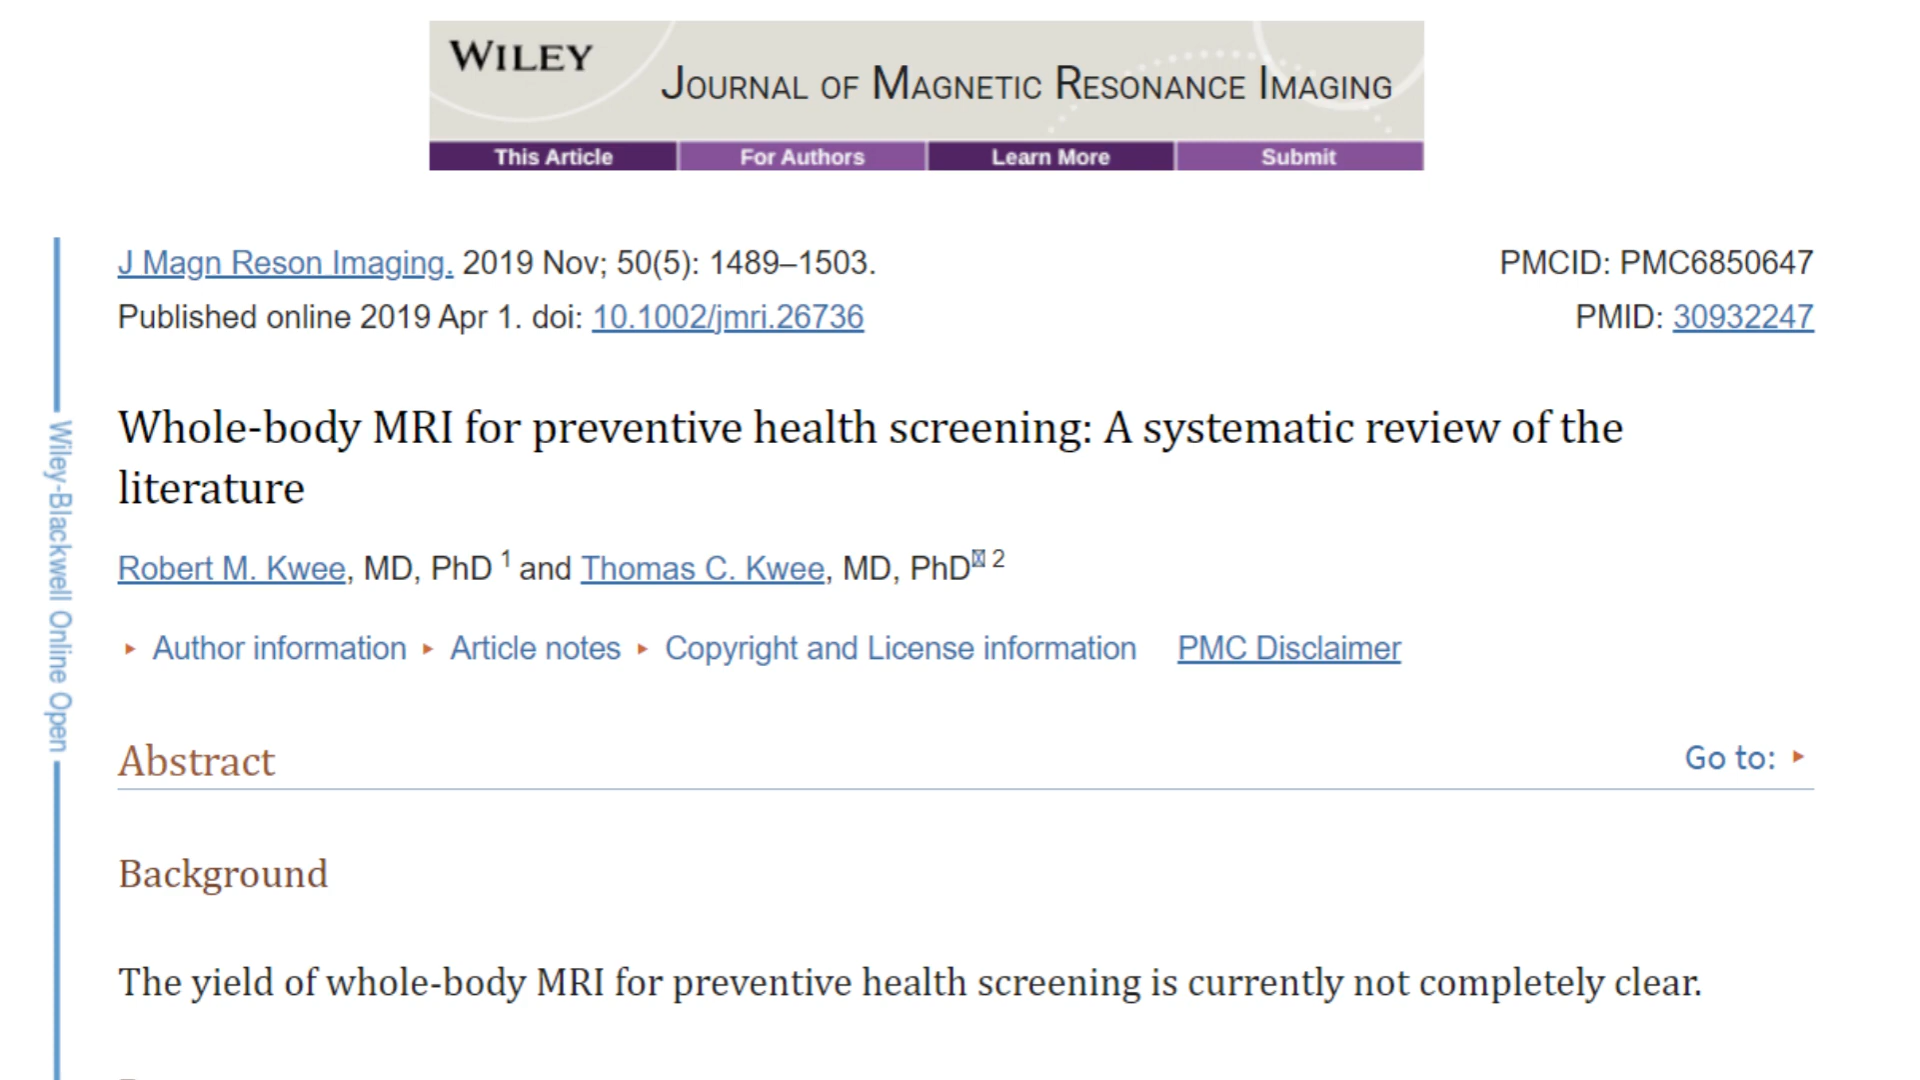 WILEY
JOURNAL OF MAGNETIC RESONANCE IMAGING
This Article For Authors Learn More Submit
J Magn Reson Imaging. 2019 Nov; 50(5): 1489–1503.
PMCID: PMC6850647
Published online 2019 Apr 1. doi: 10.1002/jmri.26736
PMID: 30932247
Whole-body MRI for preventive health screening: A systematic review of the
literature
Robert M. Kwee, MD, PhD 1 and Thomas C. Kwee, MD, PhD 2
Author information Article notes Copyright and License information PMC Disclaimer
Wiley-Blackwell Online Open
Abstract
Go to:
Background
The yield of whole-body MRI for preventive health screening is currently not completely clear.